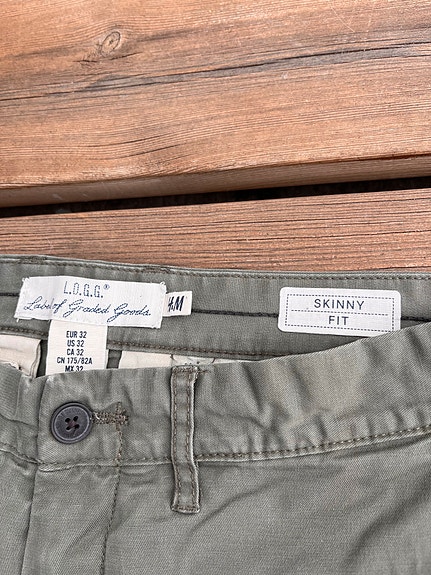 L.O.G.G.®
Label of Graded Goods.
H&M
SKINNY
FIT
EUR 32
US 32
CA 32
CN 175/82A
MX 32